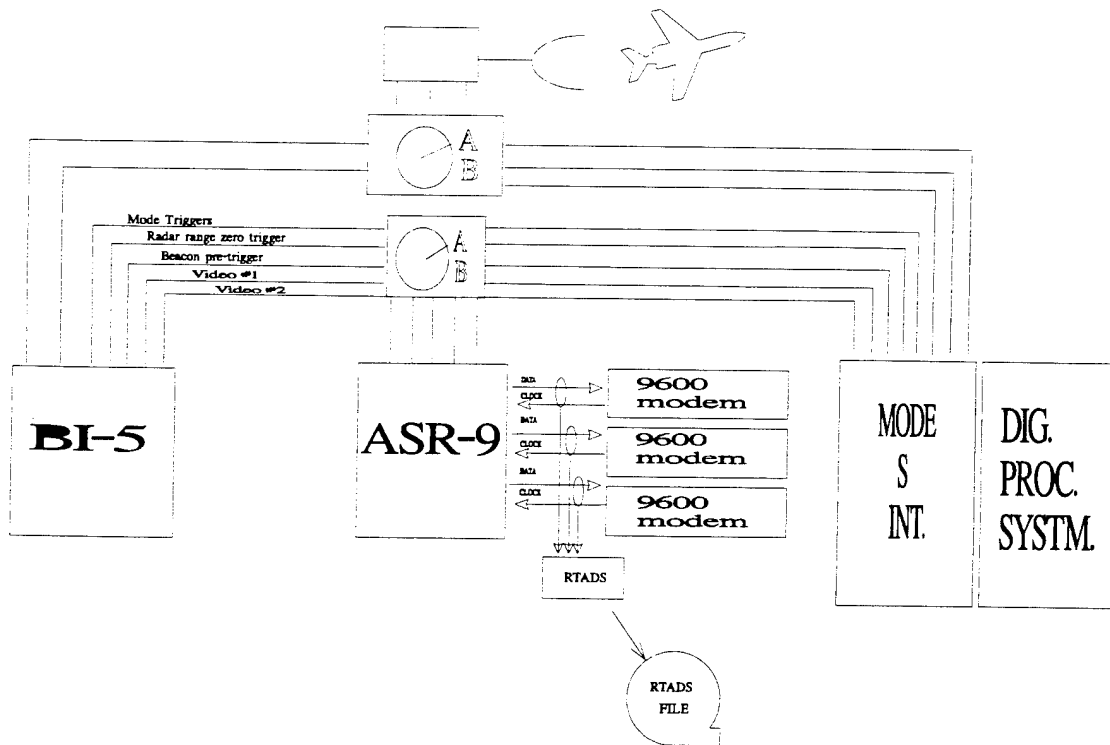 A
B
Mode Triggers
Radar range zero trigger
Beacon pre-trigger
Video #1
Video #2
A
B
BI-5
ASR-9
DATA
CLOCK
DATA
CLOCK
DATA
CLOCK
9600
modem
9600
modem
9600
modem
MODE
S
INT.
DIG.
PROC.
SYSTM.
RTADS
RTADS
FILE